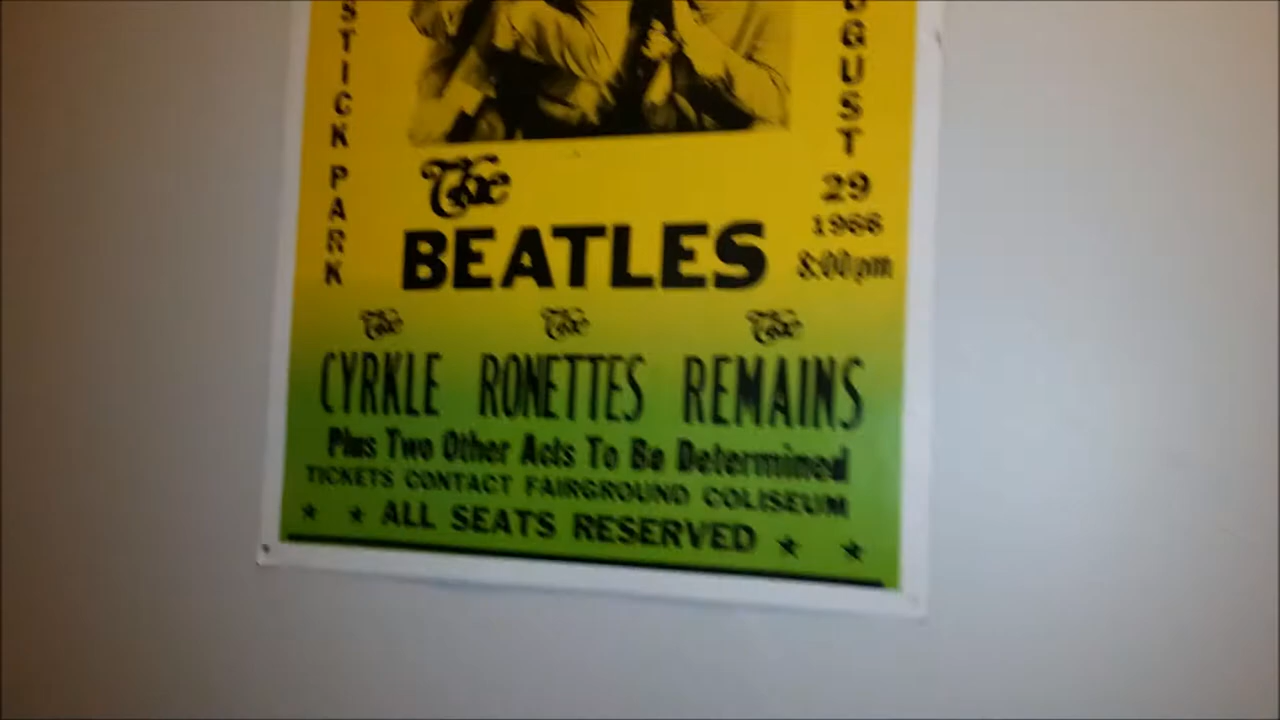 STICK PARK
GUST
29
1966
8:00pm
The
BEATLES
The The The
CYRKLE RONETTES REMAINS
Plus Two Other Acts To Be Determined
TICKETS CONTACT FAIRGROUND COLISEUM
★ ★ ALL SEATS RESERVED ★ ★